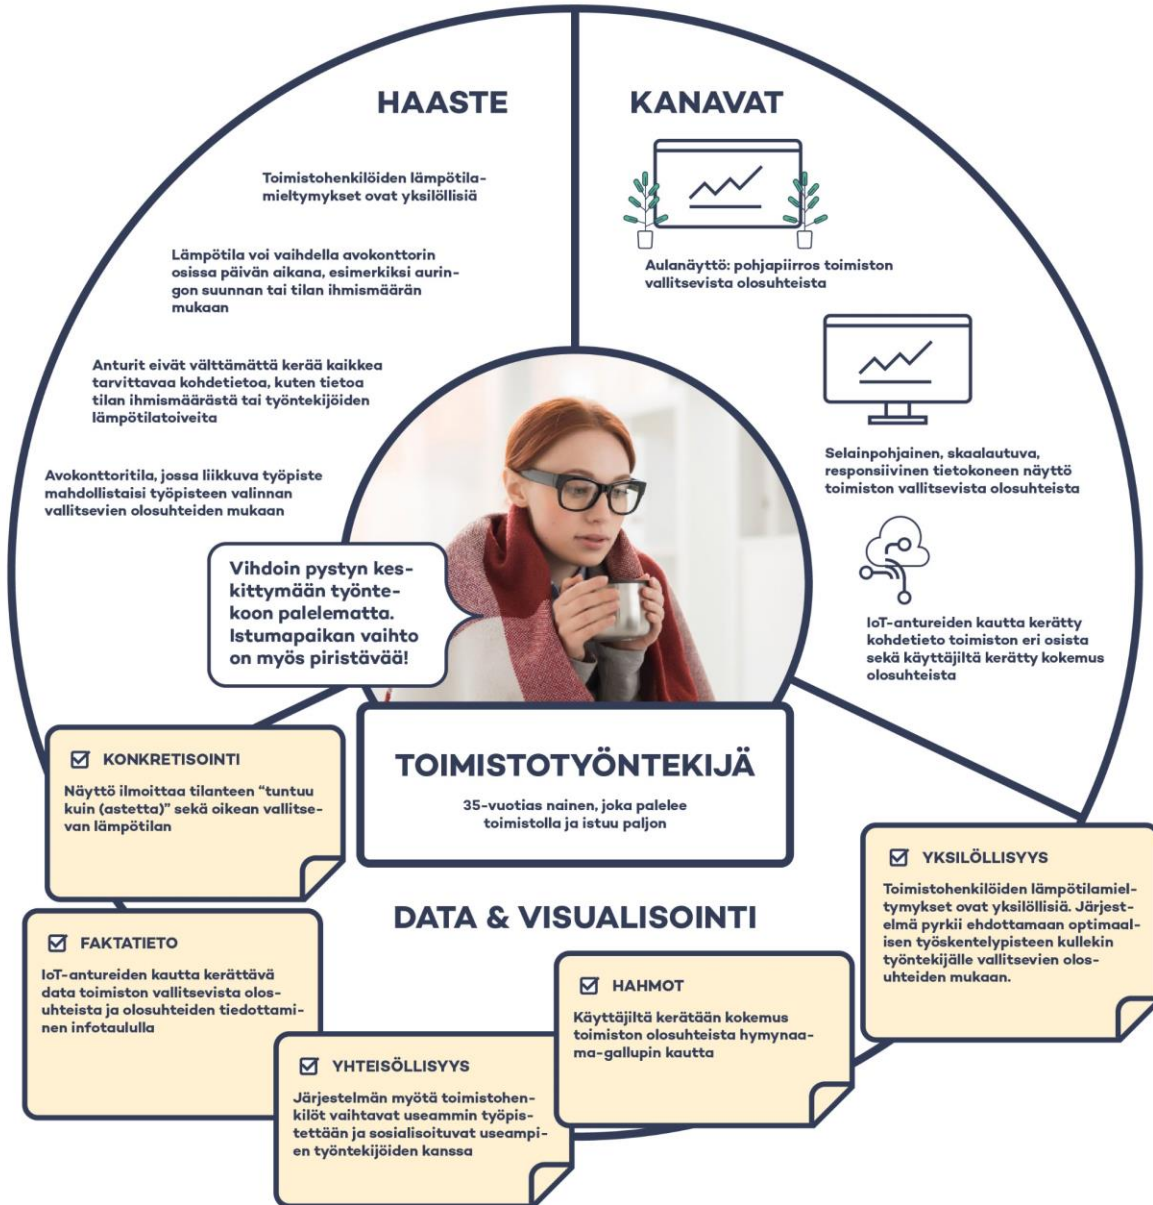 HAASTE
Toimistohenkilöiden lämpötila-
mieltymykset ovat yksilöllisiä
Lämpötila voi vaihdella avokonttorin
osissa päivän aikana, esimerkiksi aurin-
gon suunnan tai tilan ihmismäärän
mukaan
Anturit eivät välttämättä kerää kaikkea
tarvittavaa kohdetietoa, kuten tietoa
tilan ihmismäärästä tai työntekijöiden
lämpötilatoiveita
Avokonttoritila, jossa liikkuva työpiste
mahdollistaisi työpisteen valinnan
vallitsevien olosuhteiden mukaan
KANAVAT
Aulanäyttö: pohjapiirros toimiston
vallitsevista olosuhteista
Selainpohjainen, skaalautuva,
responsiivinen tietokoneen näyttö
toimiston vallitsevista olosuhteista
IoT-antureiden kautta kerätty
kohdetieto toimiston eri osista
sekä käyttäjiltä kerätty kokemus
olosuhteista
Vihdoin pystyn kes-
kittymään työnte-
koon palelematta.
Istumapaikan vaihto
on myös piristävää!
TOIMISTOTYÖNTEKIJÄ
35-vuotias nainen, joka palelee
toimistolla ja istuu paljon
DATA & VISUALISOINTI
KONKRETISOINTI
Näyttö ilmoittaa tilanteen “tuntuu
kuin (astetta)” sekä oikean vallitse-
van lämpötilan
FAKTATIETO
IoT-antureiden kautta kerättävä
data toimiston vallitsevista olos-
uhteista ja olosuhteiden tiedottami-
nen infotaululla
YHTEISÖLLISYYS
Järjestelmän myötä toimistohen-
kilöt vaihtavat useammin työpis-
tettään ja sosialisoituvat useampi-
en työntekijöiden kanssa
HAHMOT
Käyttäjiltä kerätään kokemus
toimiston olosuhteista hymynaa-
ma-gallupin kautta
YKSILÖLLISYYS
Toimistohenkilöiden lämpötilamiel-
tymykset ovat yksilöllisiä. Järjest-
elmä pyrkii ehdottamaan optimaal-
isen työskentelypisteen kullekin
työntekijälle vallitsevien olos-
uhteiden mukaan.